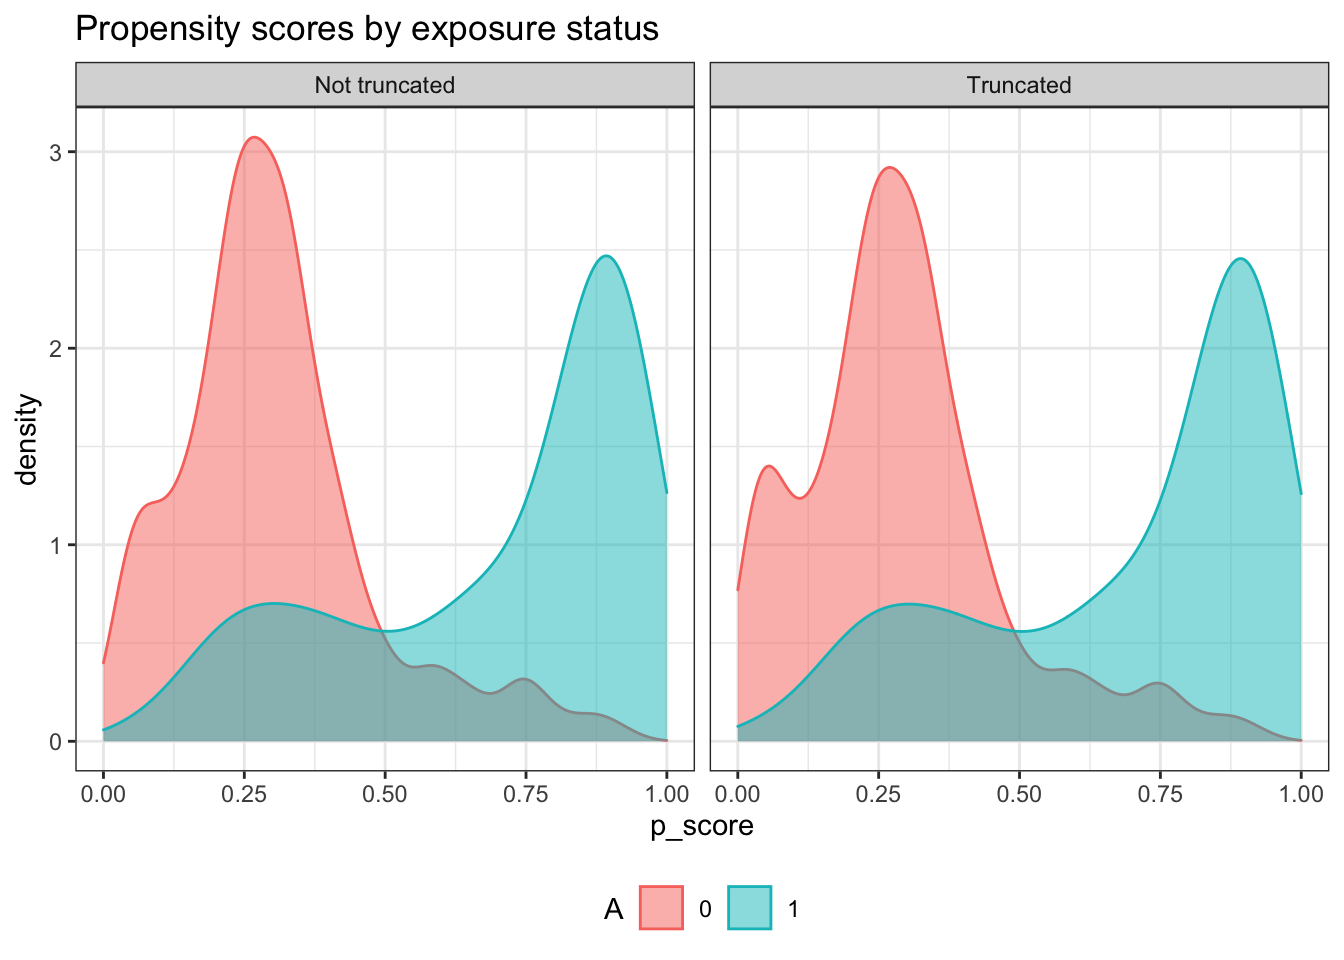 Propensity scores by exposure status
Not truncated
Truncated
density
3
2
1
0
0.00 0.25 0.50 0.75 1.00
0.00 0.25 0.50 0.75 1.00
p_score
A 0 1